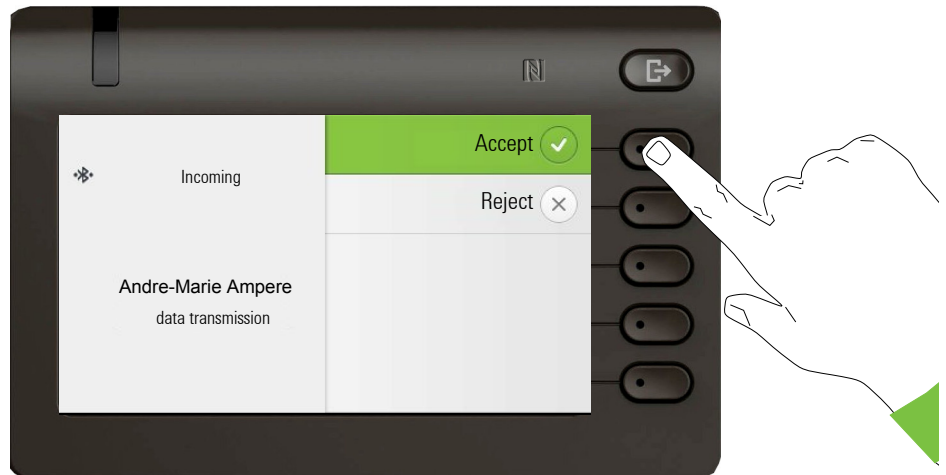 Accept
Incoming
Reject
Andre-Marie Ampere
data transmission